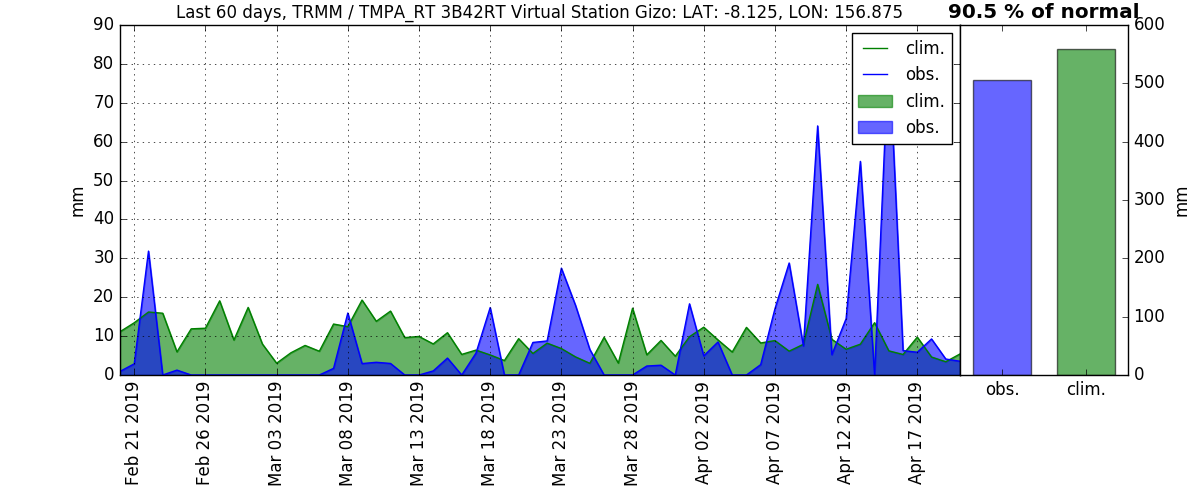 Last 60 days, TRMM / TMPA_RT 3B42RT Virtual Station Gizo: LAT: -8.125, LON: 156.875
90.5 % of normal
90
80
70
60
50
40
30
20
10
0
mm
clim.
obs.
clim.
obs.
Feb 21 2019
Feb 26 2019
Mar 03 2019
Mar 08 2019
Mar 13 2019
Mar 18 2019
Mar 23 2019
Mar 28 2019
Apr 02 2019
Apr 07 2019
Apr 12 2019
Apr 17 2019
600
500
400
300
200
100
0
mm
obs.
clim.